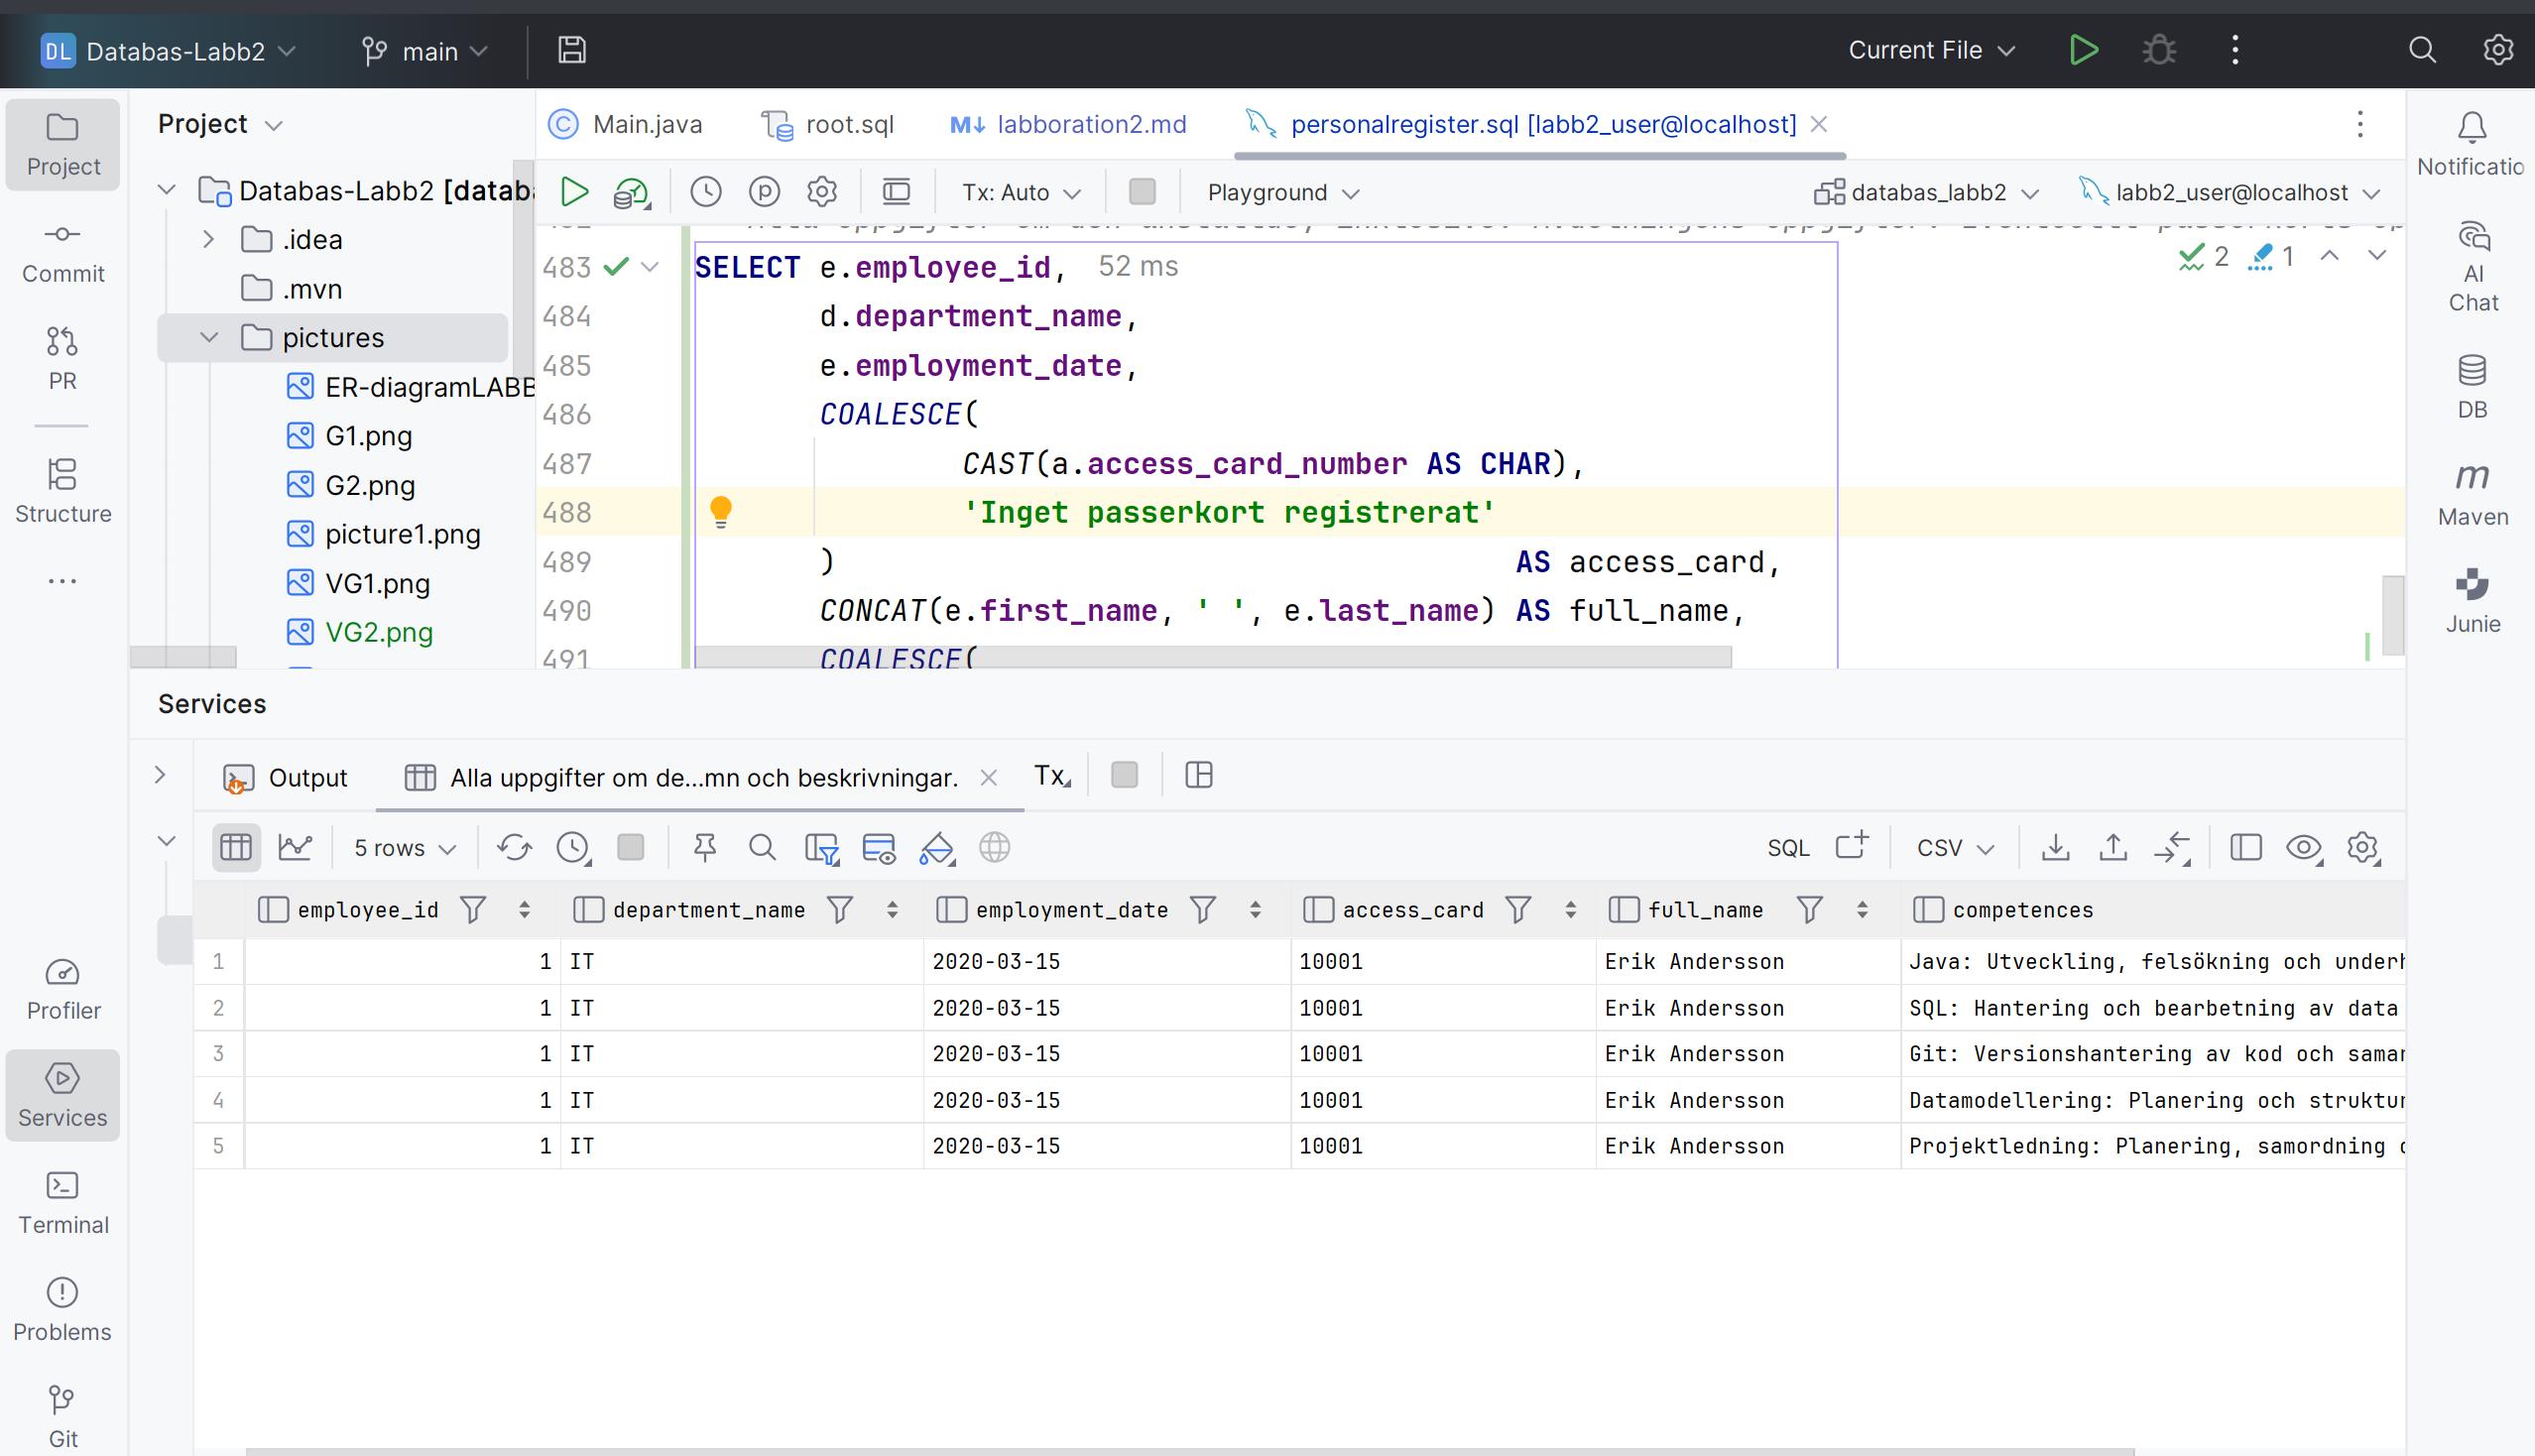 DL Databas-Labb2 main Current File
Project
Main.java root.sql M↓ labboration2.md personalregister.sql [labb2_user@localhost]
Tx: Auto Playground databas_labb2 labb2_user@localhost
Project
Commit
PR
Structure
Profiler
Services
Terminal
Problems
Git
Databas-Labb2
.idea
.mvn
pictures
ER-diagramLABB
G1.png
G2.png
picture1.png
VG1.png
VG2.png
483 SELECT e.employee_id, 52 ms
484 d.department_name,
485 e.employment_date,
486 COALESCE(
487 CAST(a.access_card_number AS CHAR),
488 'Inget passerkort registrerat'
489 ) AS access_card,
490 CONCAT(e.first_name, ' ', e.last_name) AS full_name,
491 COALESCE(
2 1
Notificatio
AI
Chat
DB
m
Maven
Junie
Services
Output Alla uppgifter om de...mn och beskrivningar. Tx
5 rows SQL CSV
employee_id department_name employment_date access_card full_name competences
1 1 IT 2020-03-15 10001 Erik Andersson Java: Utveckling, felsökning och
2 1 IT 2020-03-15 10001 Erik Andersson SQL: Hantering och bearbetning av data
3 1 IT 2020-03-15 10001 Erik Andersson Git: Versionshantering av kod och
4 1 IT 2020-03-15 10001 Erik Andersson Datamodellering: Planering och
5 1 IT 2020-03-15 10001 Erik Andersson Projektledning: Planering, samordning